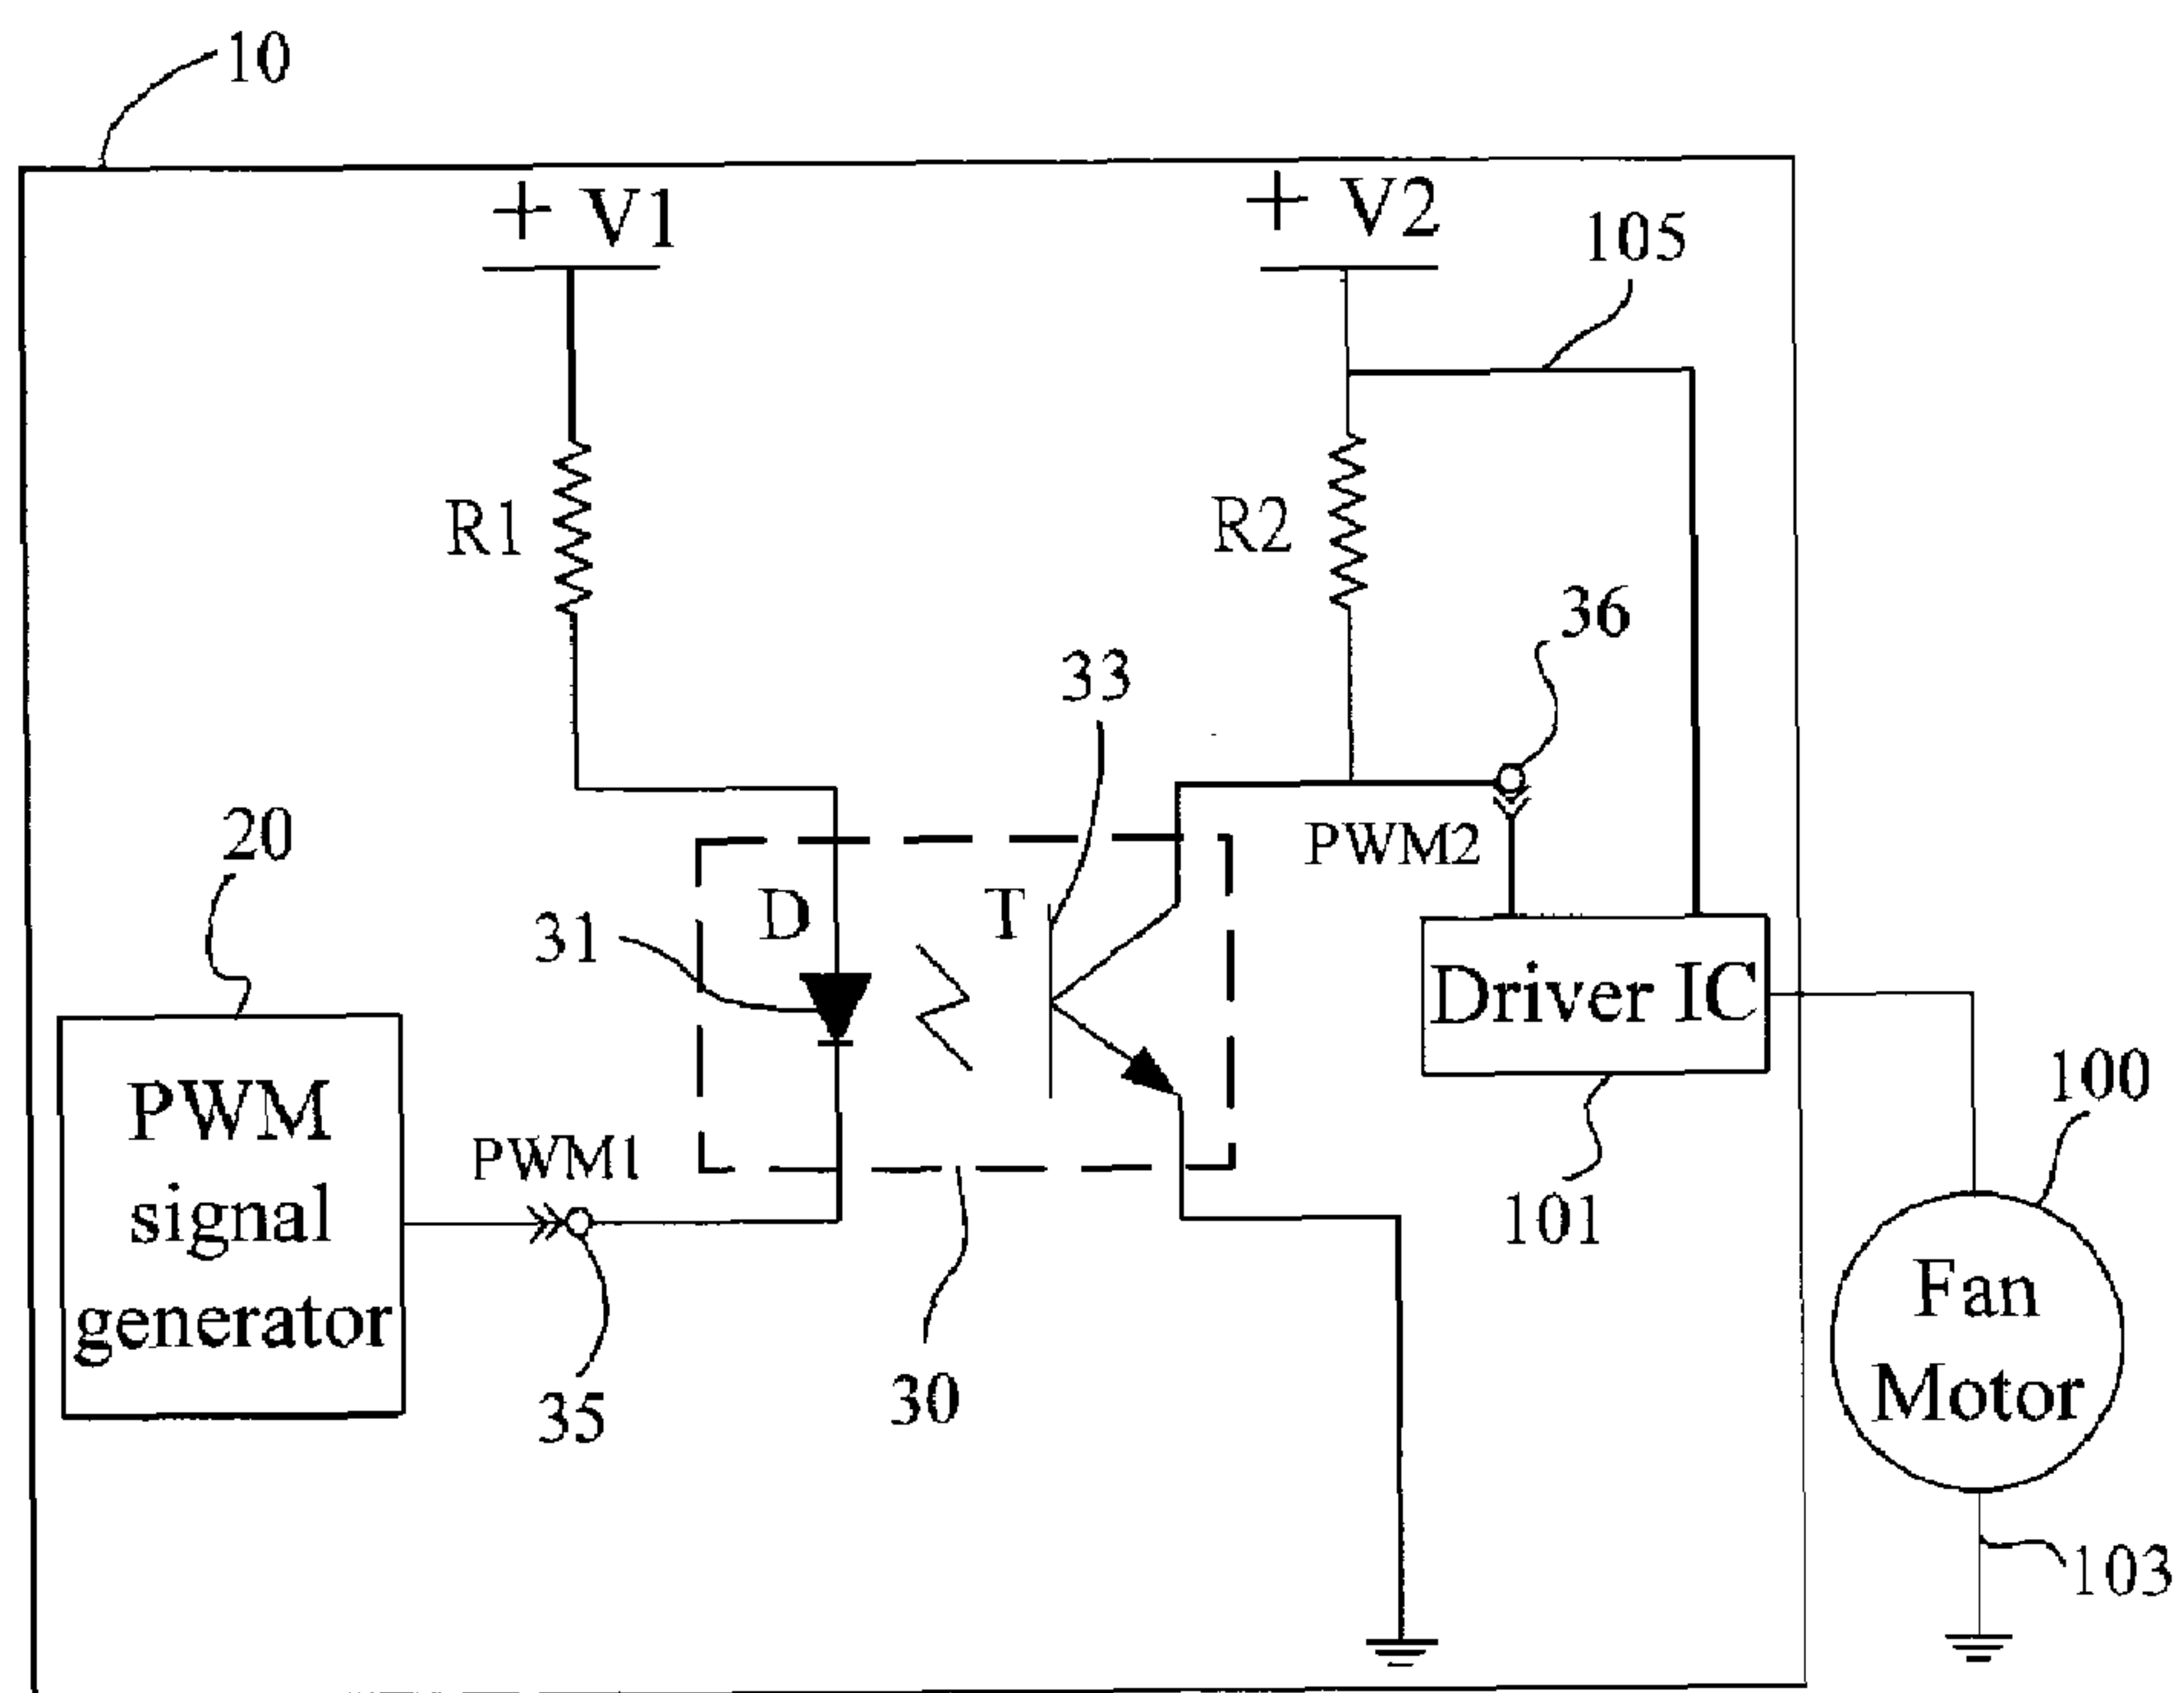 10
+ V1
+ V2
105
R1
R2
36
33
20
PWM2
D
T
31
Driver IC
PWM
signal
generator
PWM1
100
101
Fan
Motor
35
30
103